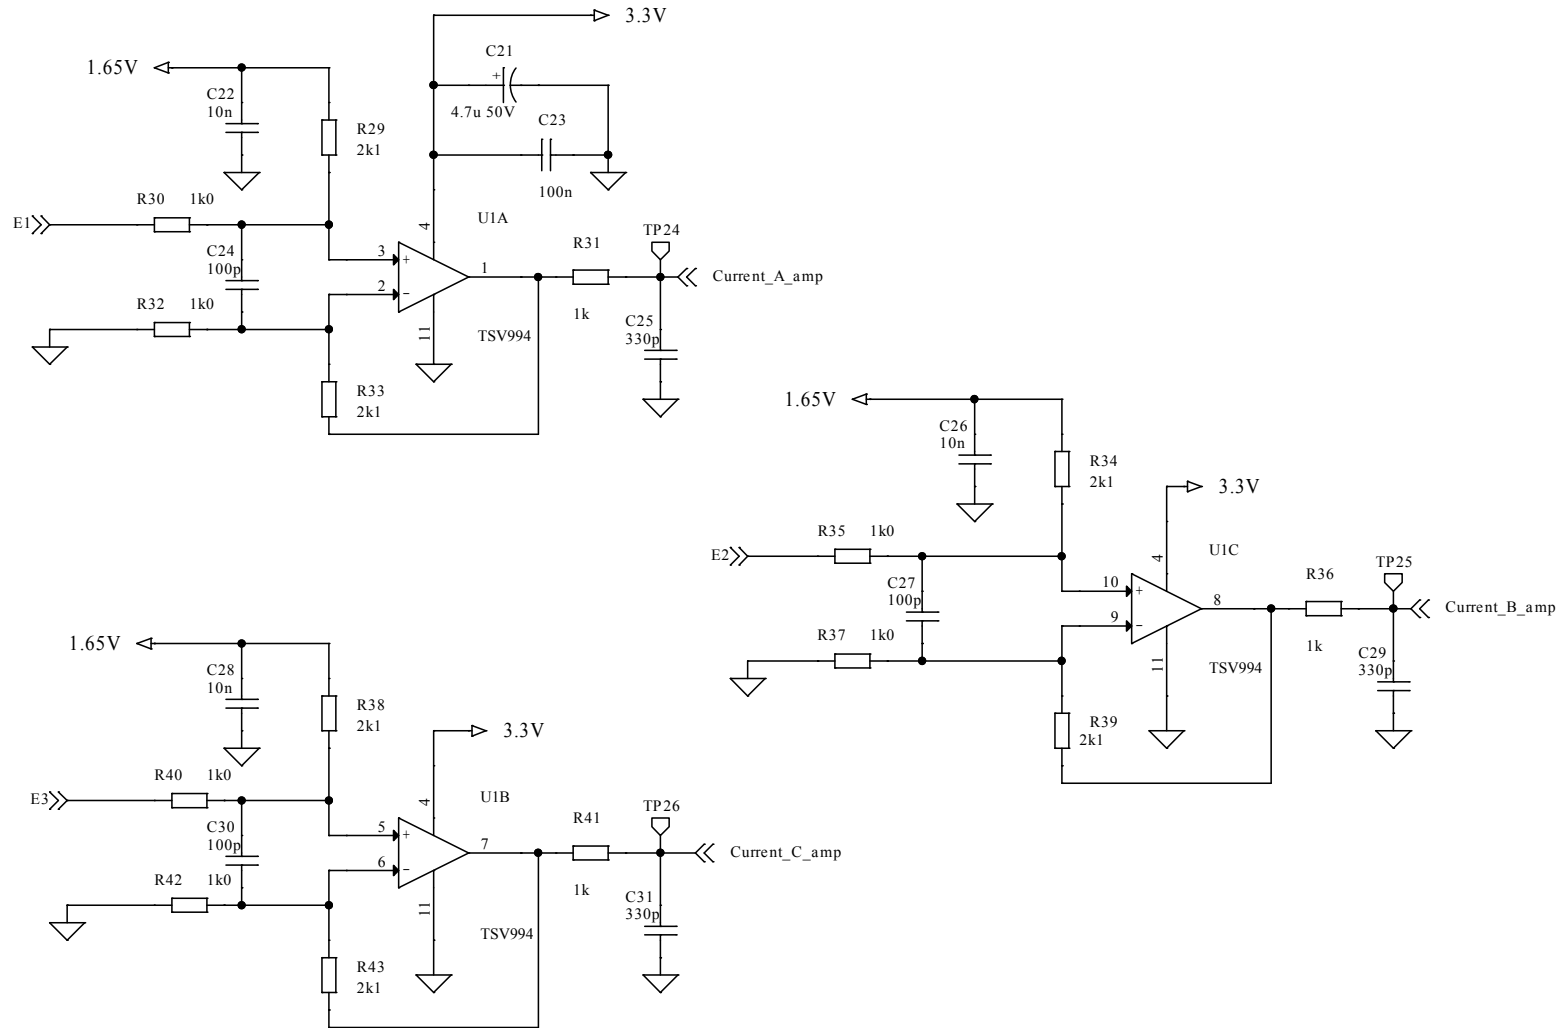 3.3V
C21
+
4.7u 50V
C23
100n
1.65V
C22
10n
R29
2k1
R30 1k0
E1
C24
100p
R32 1k0
4
U1A
3
+
2
−
1
11
TSV994
R31
1k
TP24
Current_A_amp
C25
330p
R33
2k1
1.65V
C26
10n
R34
2k1
3.3V
R35 1k0
E2
C27
100p
R37 1k0
4
U1C
10
+
9
−
8
11
TSV994
R36
1k
TP25
Current_B_amp
C29
330p
R39
2k1
1.65V
C28
10n
R38
2k1
3.3V
R40 1k0
E3
C30
100p
R42 1k0
4
U1B
5
+
6
−
7
11
TSV994
R41
1k
TP26
Current_C_amp
C31
330p
R43
2k1